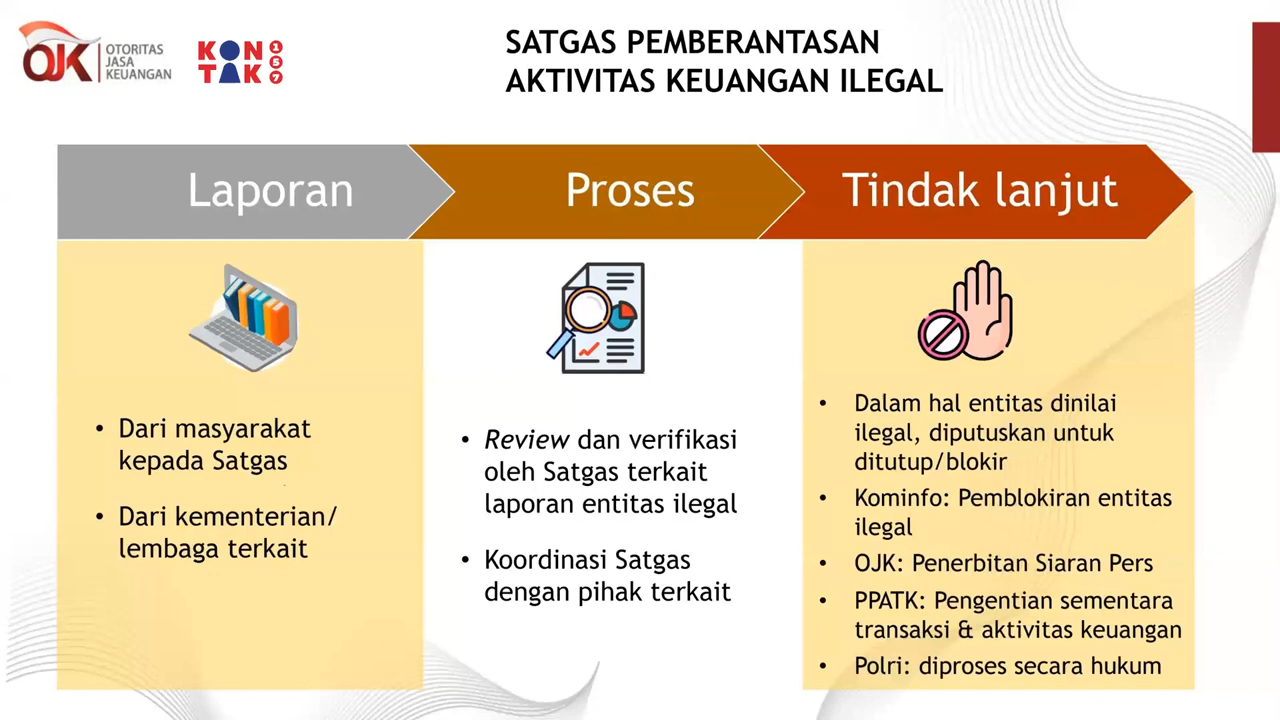 OJK
OTORITAS
JASA
KEUANGAN
KONTAK 157
SATGAS PEMBERANTASAN
AKTIVITAS KEUANGAN ILEGAL
Laporan
Proses
Tindak lanjut
• Dari masyarakat
kepada Satgas
• Dari kementerian/
lembaga terkait
• Review dan verifikasi
oleh Satgas terkait
laporan entitas ilegal
• Koordinasi Satgas
dengan pihak terkait
• Dalam hal entitas dinilai
ilegal, diputuskan untuk
ditutup/blokir
• Kominfo: Pemblokiran entitas
ilegal
• OJK: Penerbitan Siaran Pers
• PPATK: Pengentian sementara
transaksi & aktivitas keuangan
• Polri: diproses secara hukum